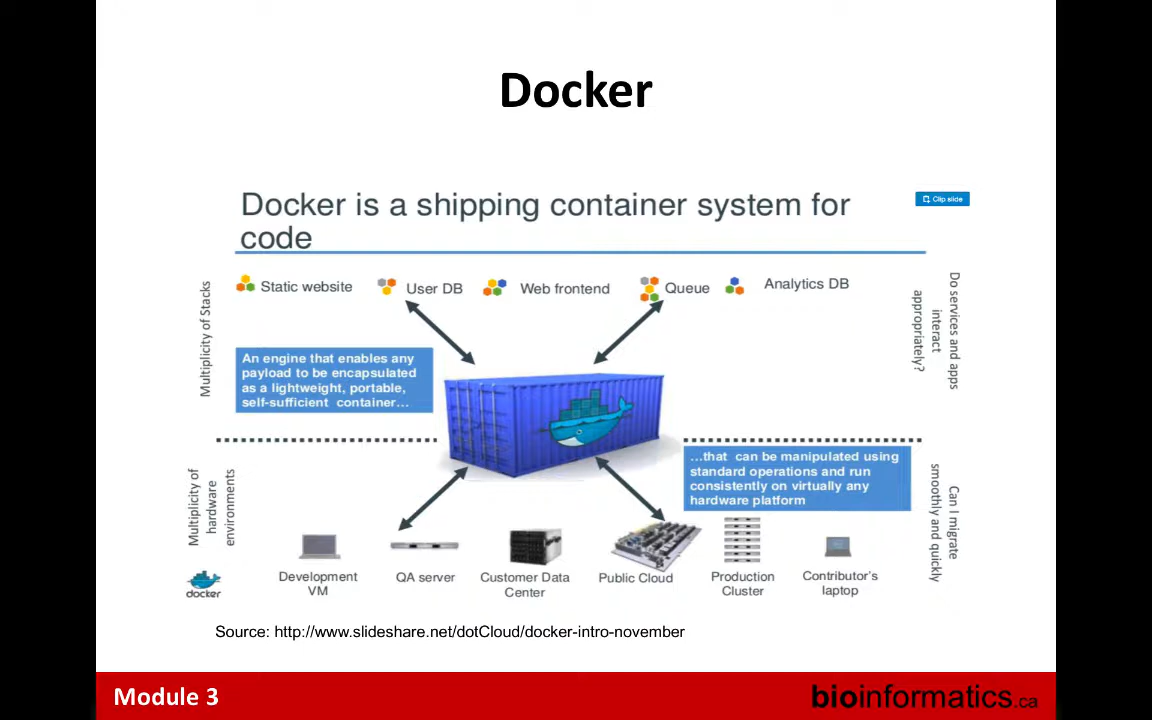 Docker
Docker is a shipping container system for
code
Clip slide
Static website
User DB
Web frontend
Queue
Analytics DB
Multiplicity of Stacks
Do services and apps
interact
appropriately?
An engine that enables any
payload to be encapsulated
as a lightweight, portable,
self-sufficient container…
…that can be manipulated using
standard operations and run
consistently on virtually any
hardware platform
Multiplicity of
hardware
environments
Can I migrate
smoothly and quickly
docker
Development
VM
QA server
Customer Data
Center
Public Cloud
Production
Cluster
Contributor's
laptop
Source: http://www.slideshare.net/dotCloud/docker-intro-november
Module 3
bioinformatics.ca